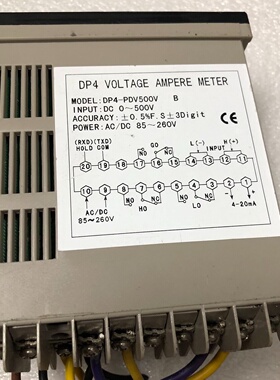 DP4 VOLTAGE AMPERE METER
MODEL:DP4-PDV500V B
INPUT:DC 0～500V
ACCURACY: ±0.5%F.S±3Digit
POWER:AC/DC 85～260V
CE
(RXD)(TXD)
HOLD COM
GO
NO NC
L(-) H(+)
INPUT
20 19 18 17 16 15 14 13 12 11
10 9 8 7 6 5 4 3 2 1
AC/DC
85～260V
NO NC
HO
NO NC
LO
- +
4-20mA